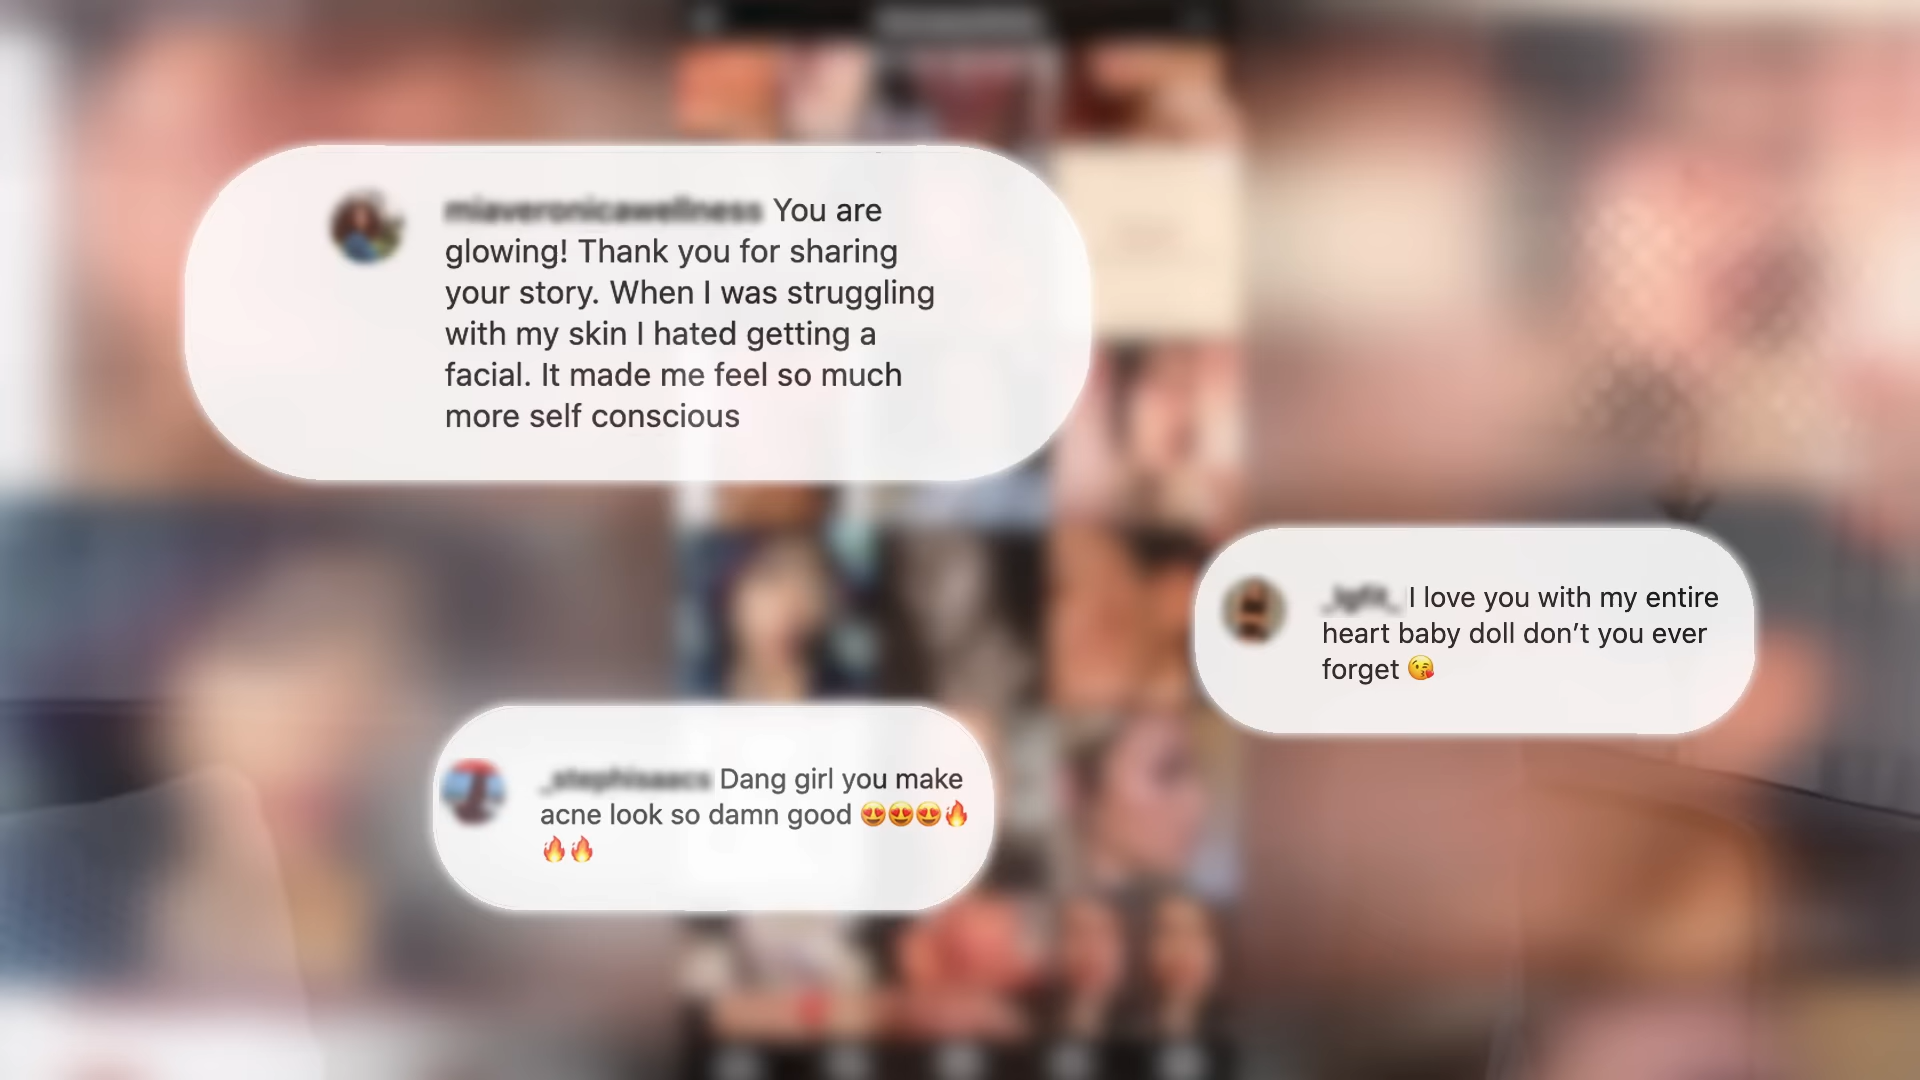 miaveronicawellness You are
glowing! Thank you for sharing
your story. When I was struggling
with my skin I hated getting a
facial. It made me feel so much
more self conscious
I love you with my entire
heart baby doll don’t you ever
forget 😘
_stephisaacs Dang girl you make
acne look so damn good 😍😍😍🔥
🔥🔥